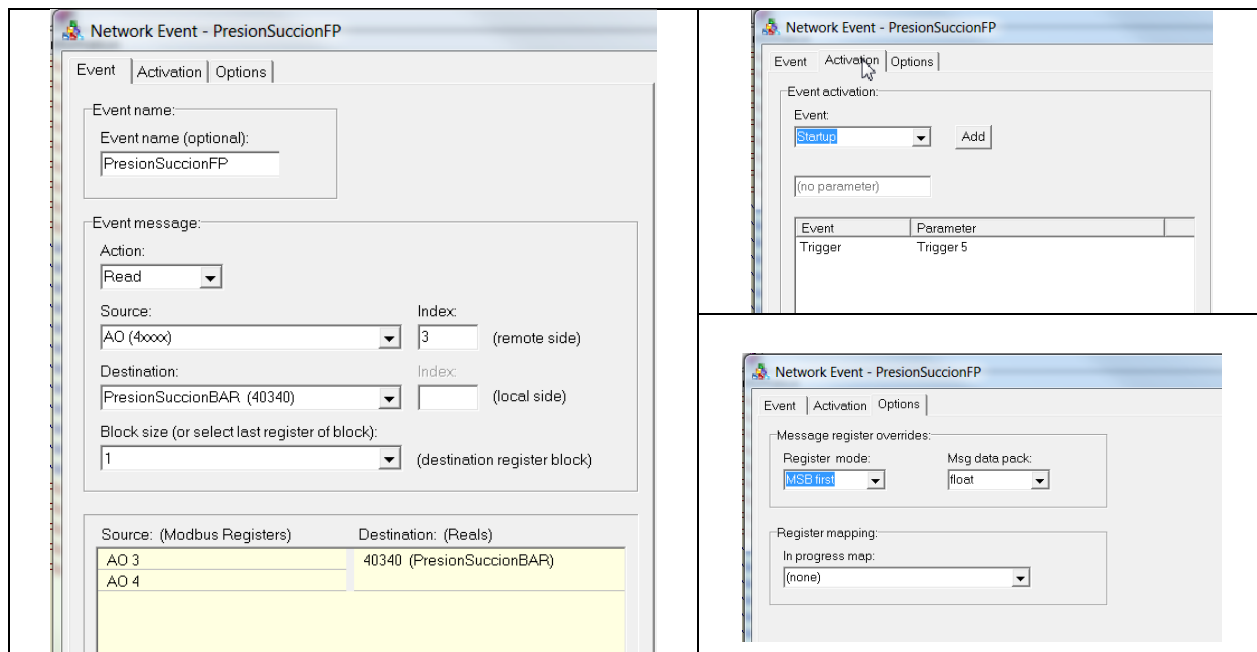 Network Event - PresionSuccionFP
Event Activation Options
Event name:
Event name (optional):
PresionSuccionFP
Event message:
Action:
Read
Source: Index:
AO (4xxxx) 3 (remote side)
Destination: Index:
PresionSuccionBAR (40340) (local side)
Block size (or select last register of block):
1 (destination register block)
Source: (Modbus Registers) Destination: (Reals)
AO 3 40340 (PresionSuccionBAR)
AO 4
Network Event - PresionSuccionFP
Event Activation Options
Event activation:
Event:
Startup Add
(no parameter)
Event Parameter
Trigger Trigger 5
Network Event - PresionSuccionFP
Event Activation Options
Message register overrides:
Register mode: Msg data pack:
MSB first float
Register mapping:
In progress map:
(none)